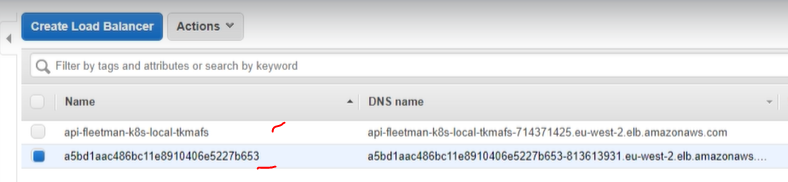 Create Load Balancer Actions
Filter by tags and attributes or search by keyword
Name DNS name
api-fleetman-k8s-local-tkmafs api-fleetman-k8s-local-tkmafs-714371425.eu-west-2.elb.amazonaws.com
a5bd1aac486bc11e8910406e5227b653 a5bd1aac486bc11e8910406e5227b653-813613931.eu-west-2.elb.amazonaws....